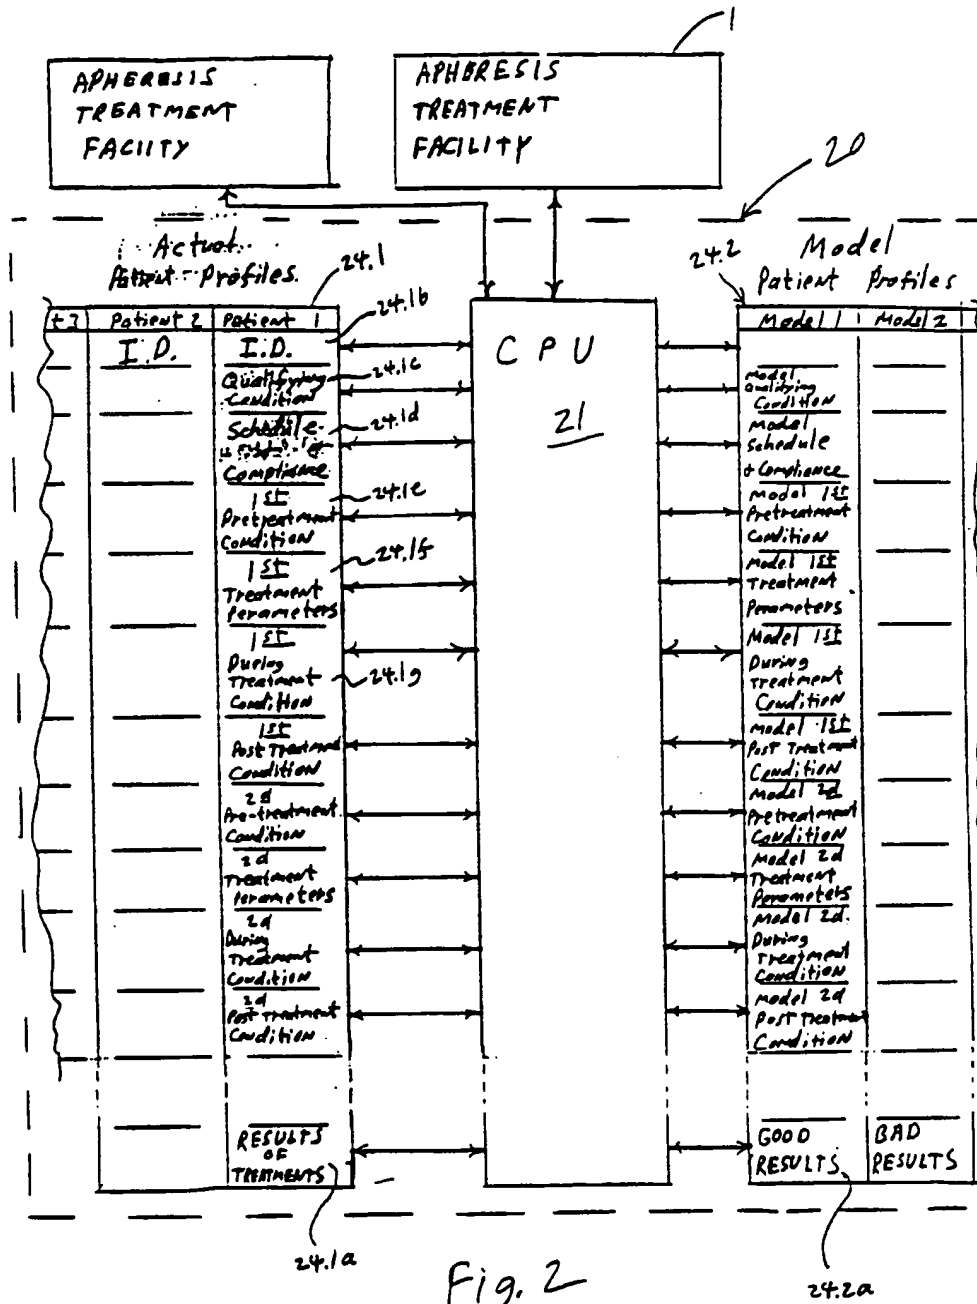 1
APHERESIS
TREATMENT
FACIITY
APHERESIS
TREATMENT
FACILITY
20
Actual
Patient Profiles
24.1
24.2
Model
Patient Profiles
t 3
Patient 2
Patient 1
24.1b
Model 1
Model 2
I.D.
I.D.
CPU
21
Qualifying
Condition
24.1c
Schedule
24.1d
Compliance
1st
Pretreatment
Condition
24.1e
1st
Treatment
Perameters
24.1f
1st
During
Treatment
Condition
24.1g
1st
Post Treatment
Condition
2d
Pre-treatment
Condition
2d
Treatment
Perameters
2d
During
Treatment
Condition
2d
Post Treatment
Condition
RESULTS
OF
TREATMENTS
24.1a
Model
Qualifying
Condition
Model
Schedule
+ Compliance
Model 1st
Pretreatment
Condition
Model 1st
Treatment
Perameters
Model 1st
During
Treatment
Condition
Model 1st
Post Treatment
Condition
Model 2d
Pretreatment
Condition
Model 2d
Treatment
Perameters
Model 2d.
During
Treatment
Condition
Model 2d
Post Treatment
Condition
GOOD
RESULTS
BAD
RESULTS
24.2a
Fig. 2